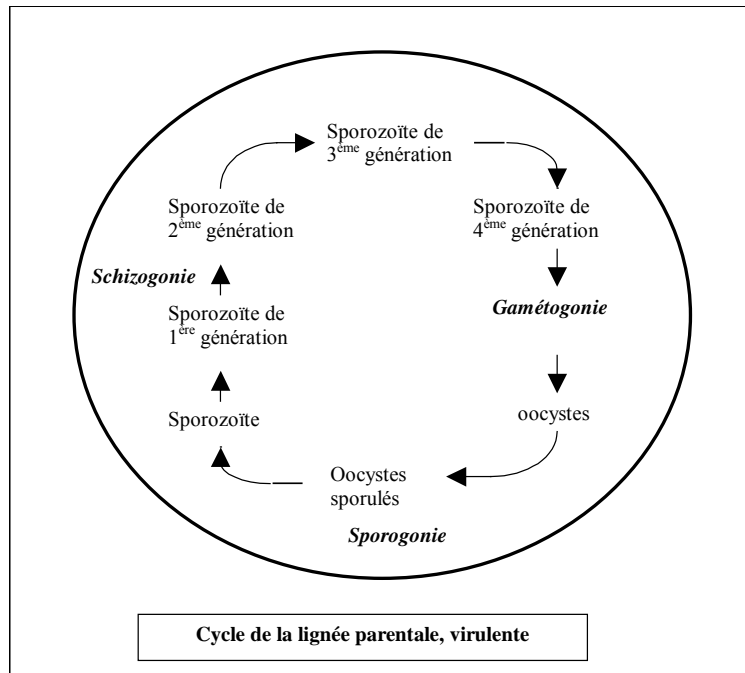 Sporozoïte de
3ème génération
Sporozoïte de
2ème génération
Sporozoïte de
4ème génération
Schizogonie
Gamétogonie
Sporozoïte de
1ère génération
Sporozoïte
oocystes
Oocystes
sporulés
Sporogonie
Cycle de la lignée parentale, virulente